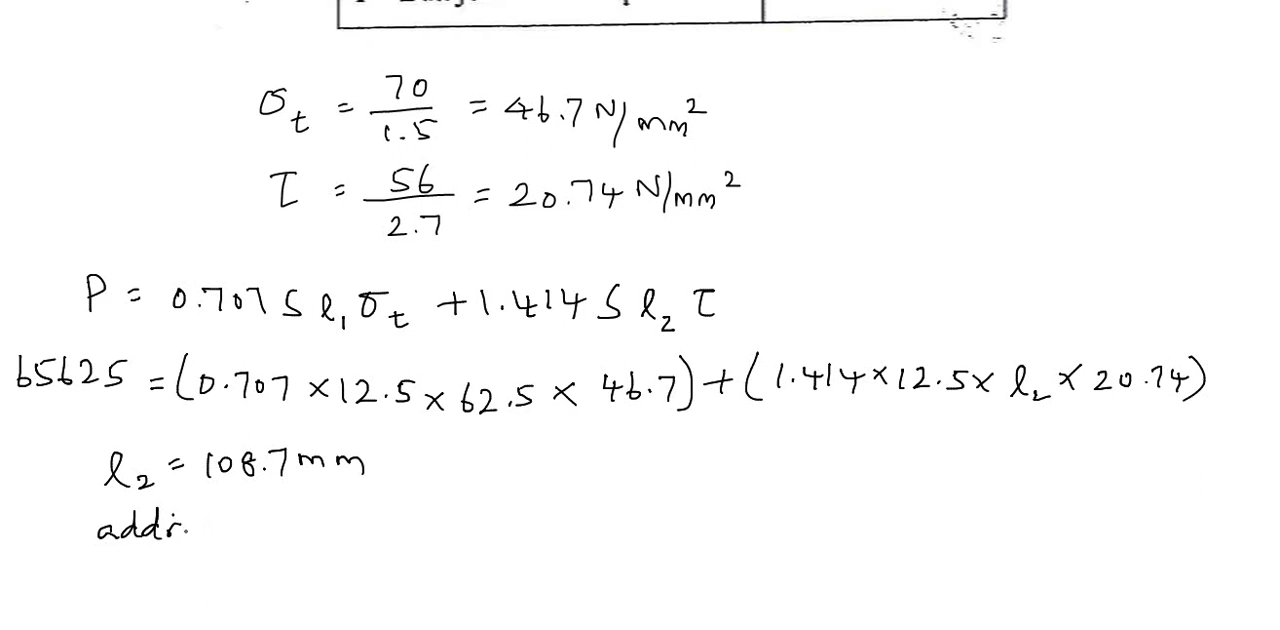 σt = 70/1.5 = 46.7 N/mm²
τ = 56/2.7 = 20.74 N/mm²
P = 0.707 S l₁ σt + 1.414 S l₂ τ
65625 = (0.707 × 12.5 × 62.5 × 46.7) + (1.414 × 12.5 × l₂ × 20.74)
l₂ = 108.7 mm
addi.